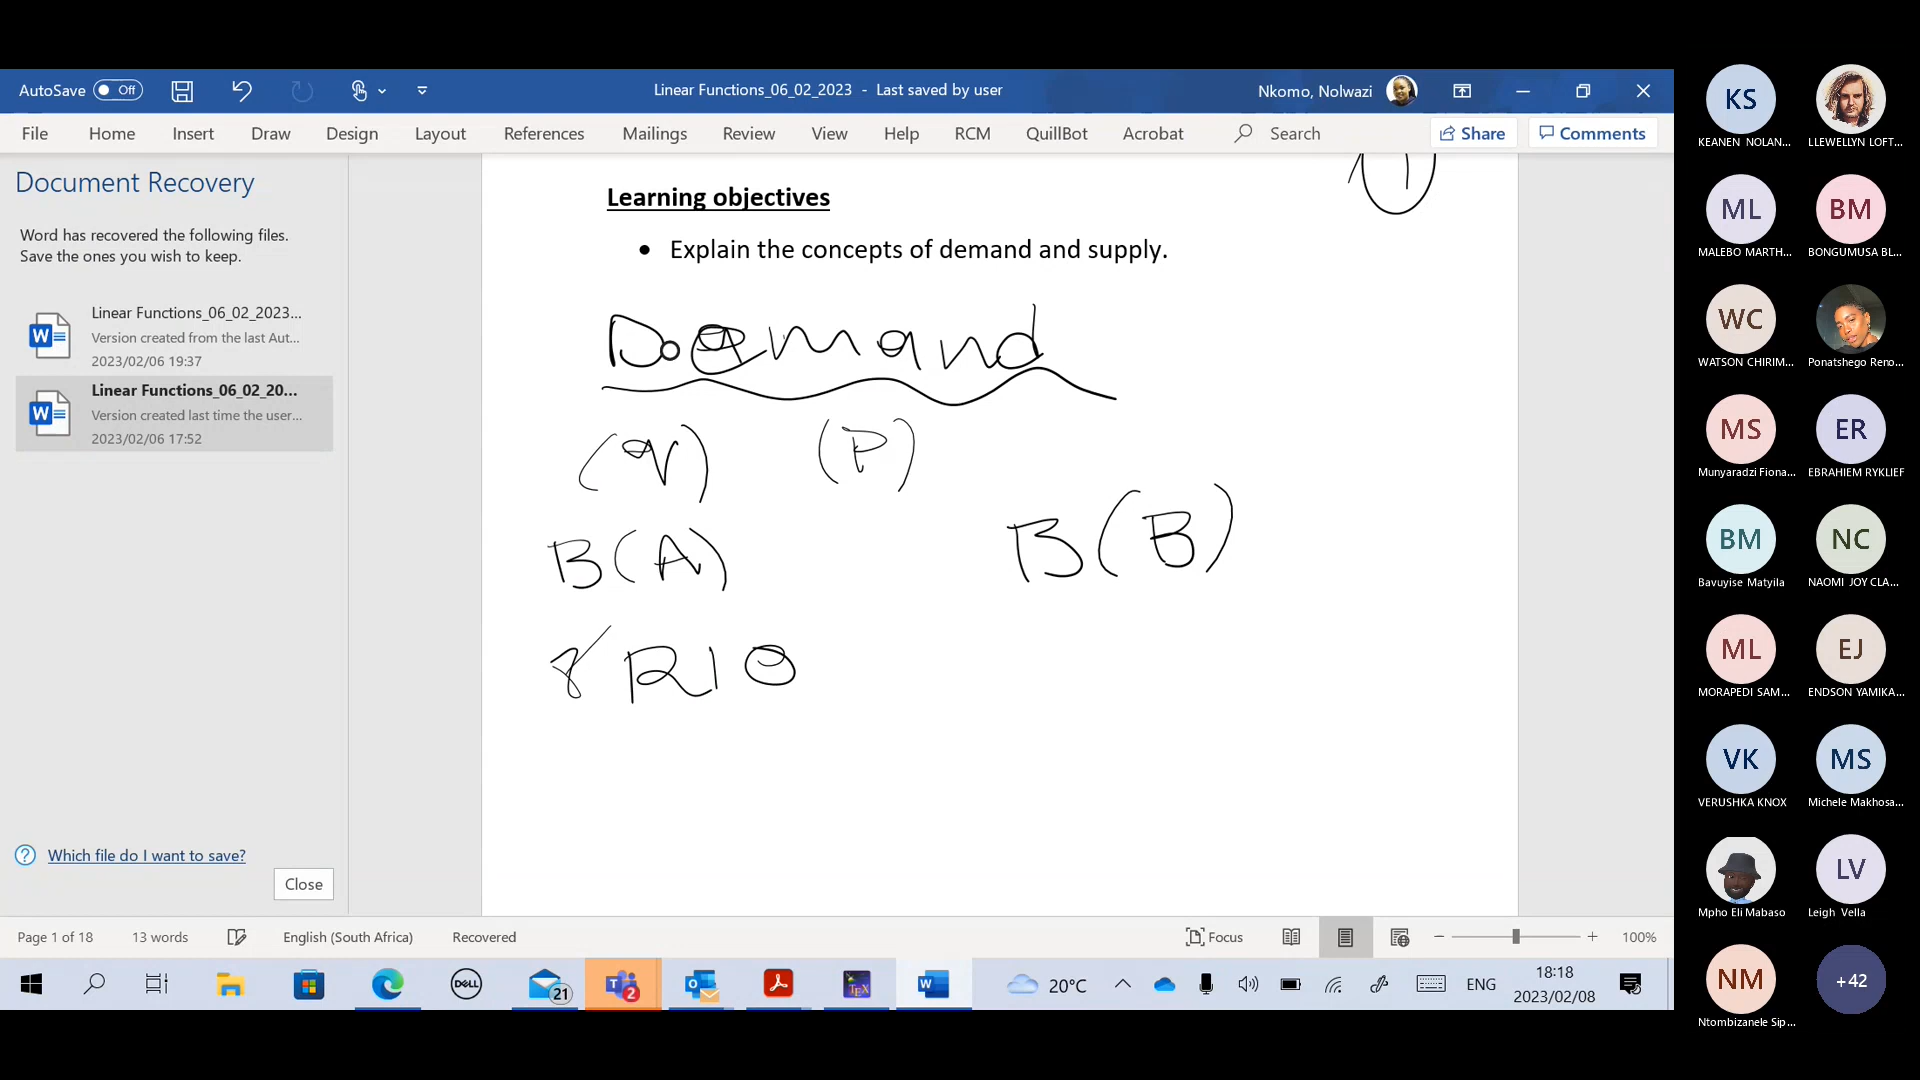 AutoSave Off Linear Functions_06_02_2023 - Last saved by user Nkomo, Nolwazi
File Home Insert Draw Design Layout References Mailings Review View Help RCM QuillBot Acrobat Search Share Comments
Document Recovery
Word has recovered the following files.
Save the ones you wish to keep.
Linear Functions_06_02_2023...
Version created from the last Aut...
2023/02/06 19:37
Linear Functions_06_02_20...
Version created last time the user...
2023/02/06 17:52
Which file do I want to save?
Close
Learning objectives
• Explain the concepts of demand and supply.
Demand
(P)
B(A) B(B)
8 R10
Page 1 of 18 13 words English (South Africa) Recovered Focus 100%
DELL 21 2 TEX 20°C ENG 18:18
2023/02/08
KS
KEANEN NOLAN... LLEWELLYN LOFT...
ML BM
MALEBO MARTH... BONGUMUSA BL...
WC
WATSON CHIRIM... Ponatshego Reno...
MS ER
Munyaradzi Fiona... EBRAHIEM RYKLIEF
BM NC
Bavuyise Matyila NAOMI JOY CLA...
ML EJ
MORAPEDI SAM... ENDSON YAMIKA...
VK MS
VERUSHKA KNOX Michele Makhosa...
LV
Mpho Eli Mabaso Leigh Vella
NM +42
Ntombizanele Sip...